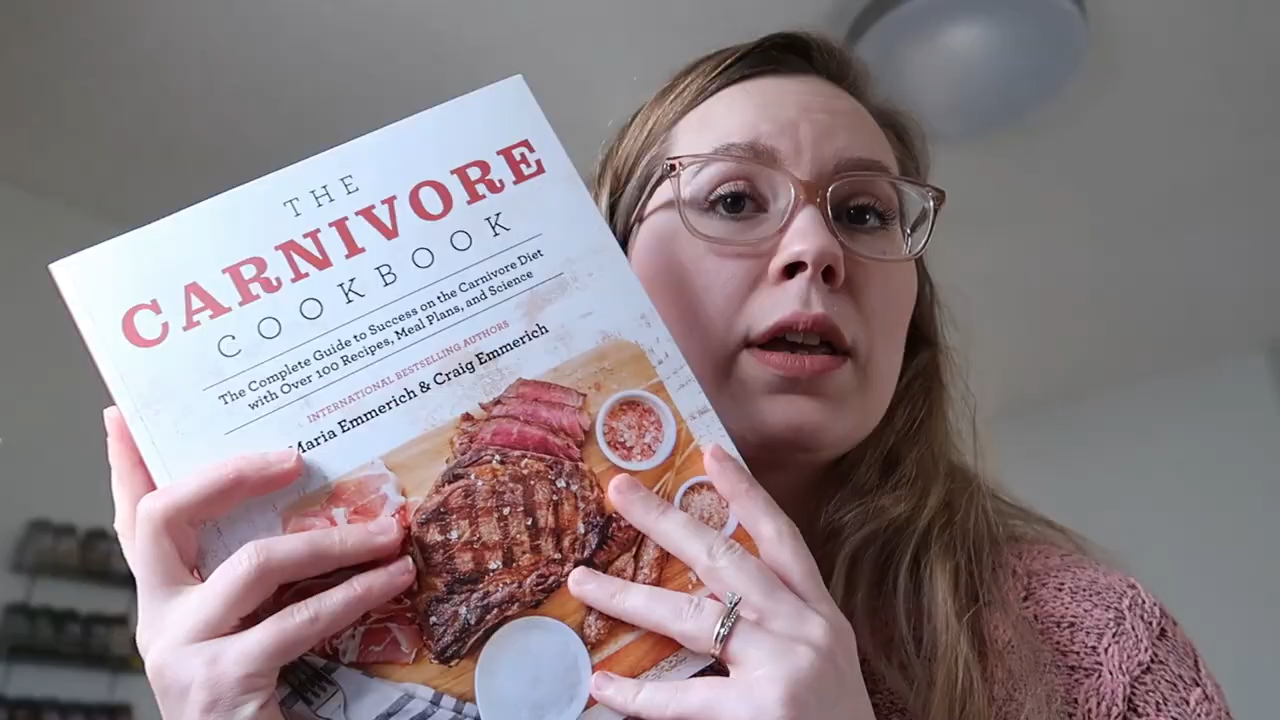 THE
CARNIVORE
COOKBOOK
The Complete Guide to Success on the Carnivore Diet
with Over 100 Recipes, Meal Plans, and Science
INTERNATIONAL BESTSELLING AUTHORS
Maria Emmerich & Craig Emmerich